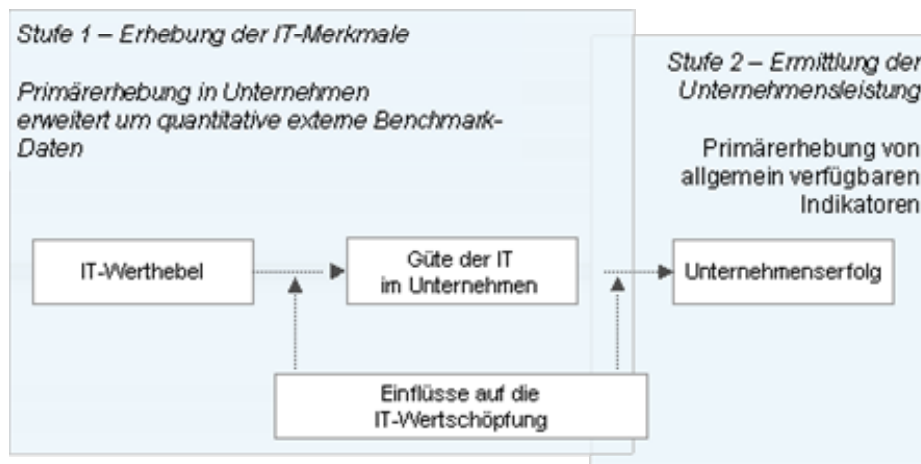 Stufe 1 – Erhebung der IT-Merkmale
Primärerhebung in Unternehmen
erweitert um quantitative externe Benchmark-
Daten
Stufe 2 – Ermittlung der
Unternehmensleistung
Primärerhebung von
allgemein verfügbaren
Indikatoren
IT-Werthebel
Güte der IT
im Unternehmen
Unternehmenserfolg
Einflüsse auf die
IT-Wertschöpfung